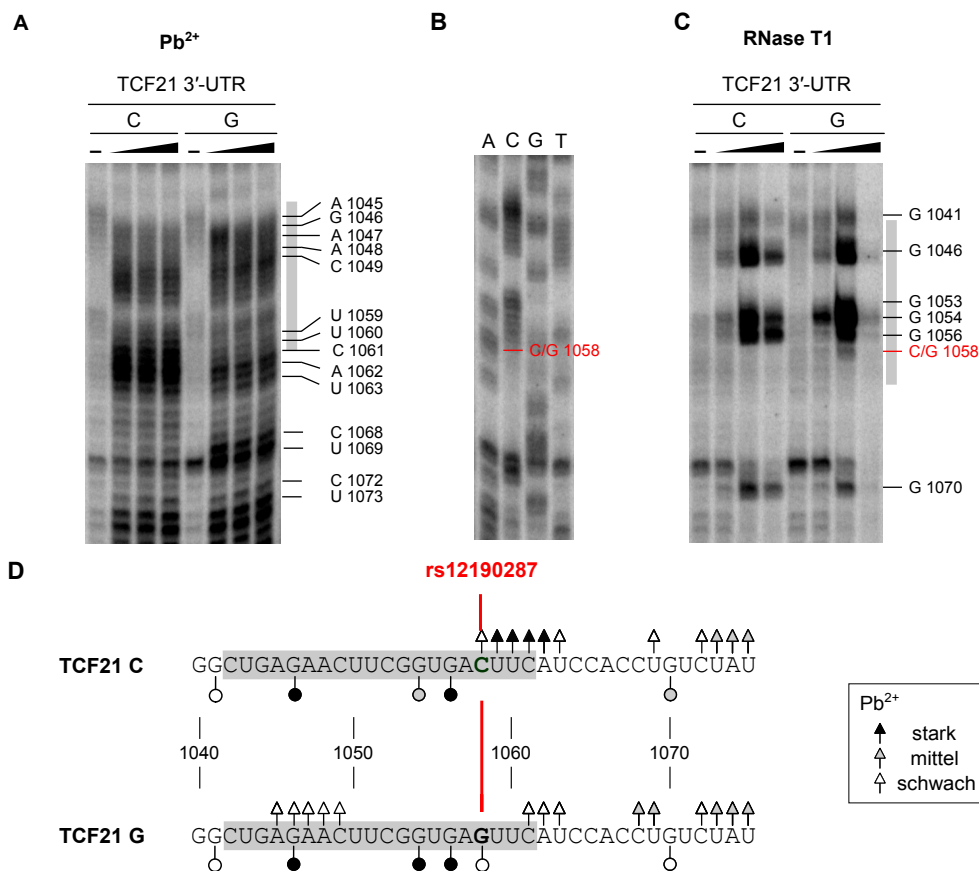 A
B
C
Pb2+
RNase T1
TCF21 3′-UTR
TCF21 3′-UTR
C
G
A C G T
C
G
–
–
–
–
A 1045
G 1046
A 1047
A 1048
C 1049
U 1059
U 1060
C 1061
A 1062
U 1063
C 1068
U 1069
C 1072
U 1073
C/G 1058
G 1041
G 1046
G 1053
G 1054
G 1056
C/G 1058
G 1070
D
rs12190287
TCF21 C
GGCUGAGAACUUCGGUGACUUCAUCCACCUGUCUAU
1040
1050
1060
1070
TCF21 G
GGCUGAGAACUUCGGUGAGUUCAUCCACCUGUCUAU
Pb2+
stark
mittel
schwach